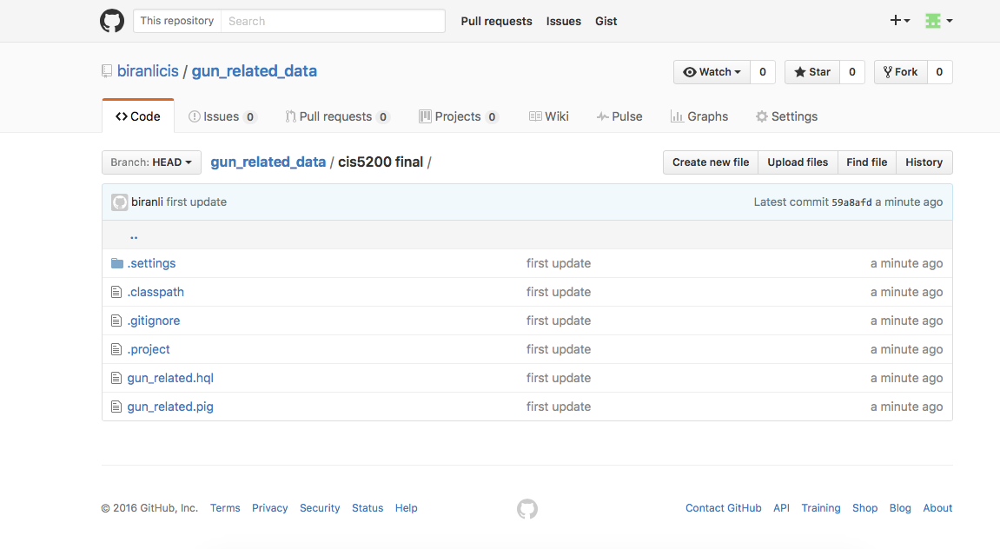 This repository Search Pull requests Issues Gist
biranlicis / gun_related_data Watch 0 Star 0 Fork 0
Code Issues 0 Pull requests 0 Projects 0 Wiki Pulse Graphs Settings
Branch: HEAD gun_related_data / cis5200 final / Create new file Upload files Find file History
biranli first update Latest commit 59a8afd a minute ago
..
.settings first update a minute ago
.classpath first update a minute ago
.gitignore first update a minute ago
.project first update a minute ago
gun_related.hql first update a minute ago
gun_related.pig first update a minute ago
© 2016 GitHub, Inc. Terms Privacy Security Status Help Contact GitHub API Training Shop Blog About